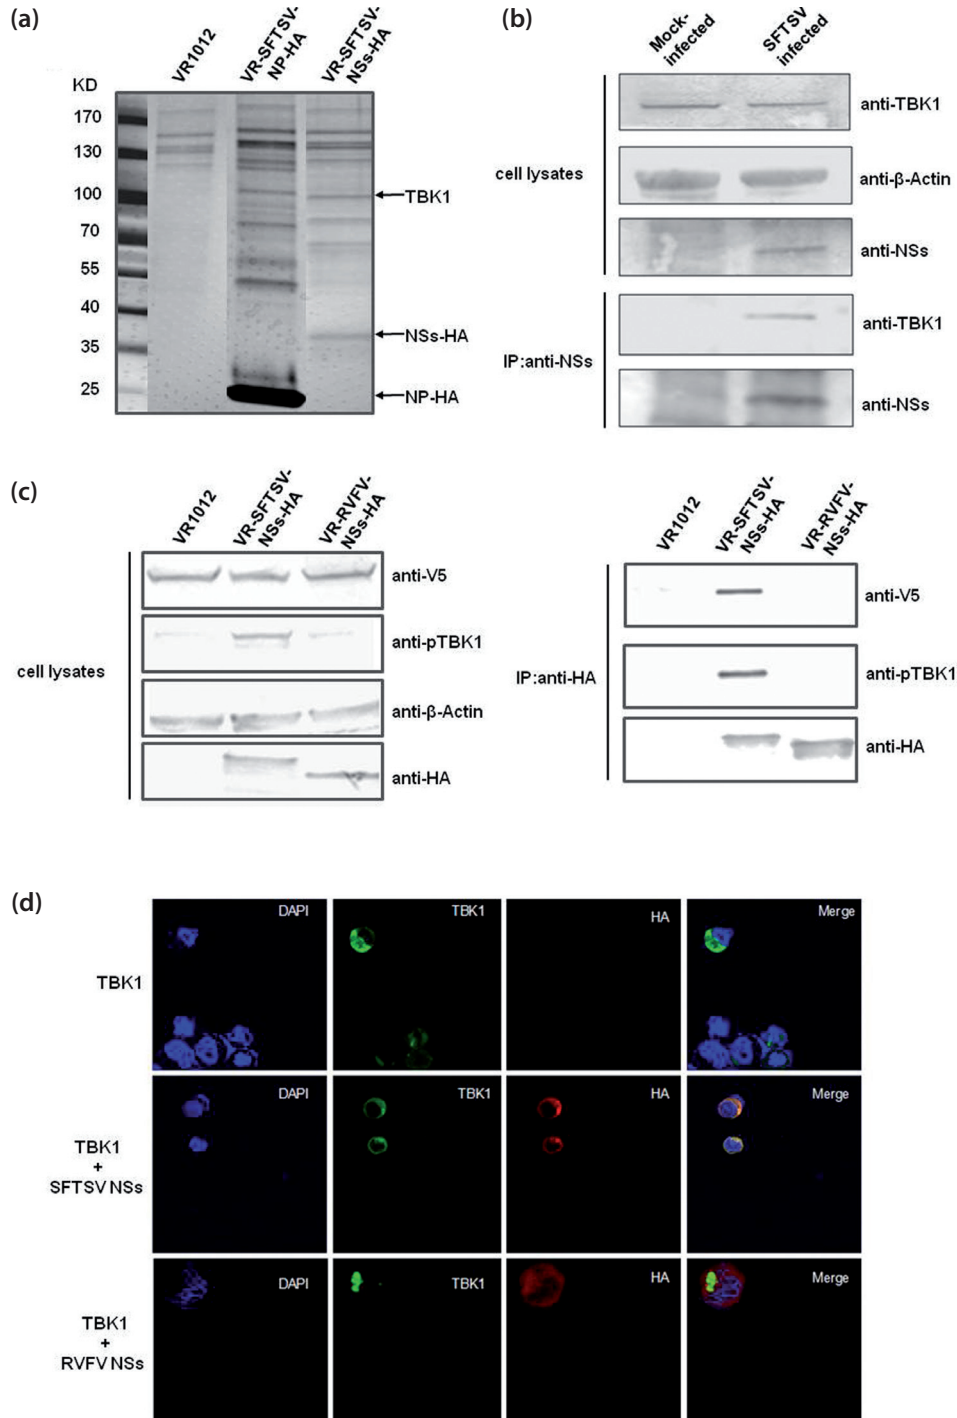 (a)
VR1012
VR-SFTSV-
NP-HA
VR-SFTSV-
NSs-HA
KD
170
130
100
70
55
40
35
25
TBK1
NSs-HA
NP-HA
(b)
Mock-
infected
SFTSV
infected
cell lysates
anti-TBK1
anti-β-Actin
anti-NSs
IP:anti-NSs
anti-TBK1
anti-NSs
(c)
VR1012
VR-SFTSV-
NSs-HA
VR-RVFV-
NSs-HA
cell lysates
anti-V5
anti-pTBK1
anti-β-Actin
anti-HA
VR1012
VR-SFTSV-
NSs-HA
VR-RVFV-
NSs-HA
IP:anti-HA
anti-V5
anti-pTBK1
anti-HA
(d)
TBK1
DAPI
TBK1
HA
Merge
TBK1
+
SFTSV NSs
DAPI
TBK1
HA
Merge
TBK1
+
RVFV NSs
DAPI
TBK1
HA
Merge